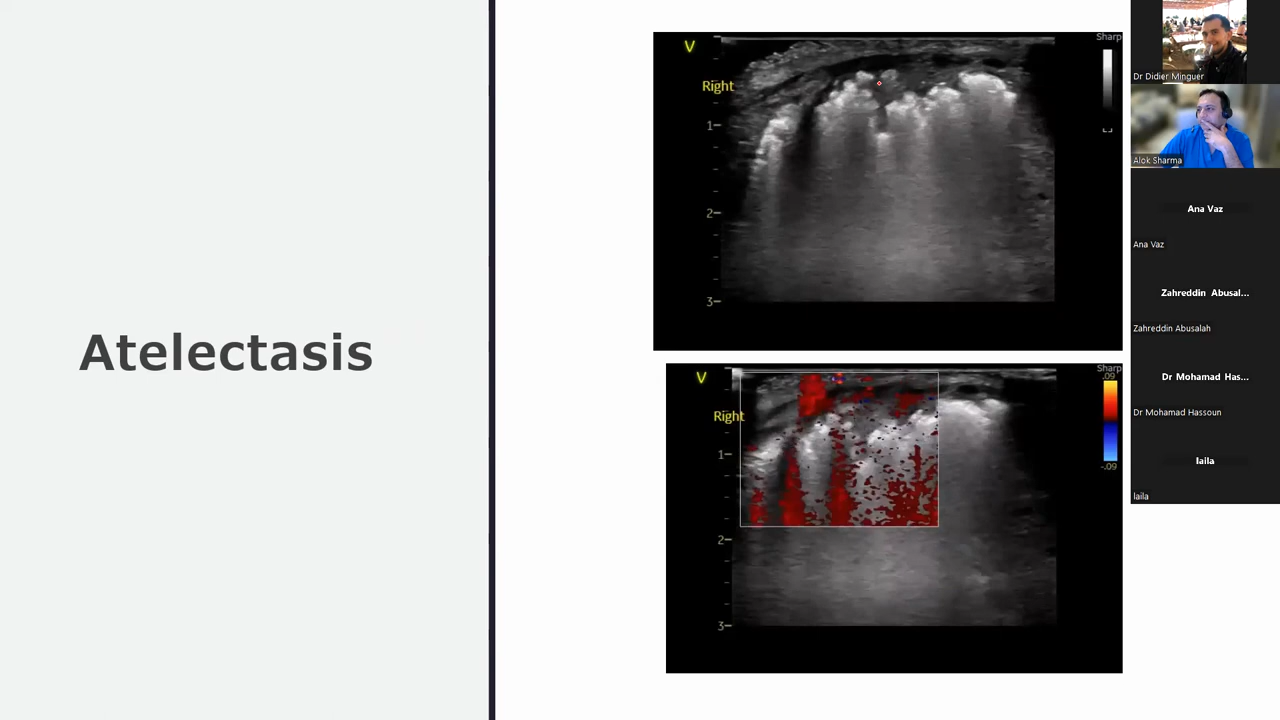 Atelectasis
V
Sharp
Right
1
2
3
V
Sharp
.09
Right
1
-.09
2
3
Dr Didier Minguer
Alok Sharma
Ana Vaz
Ana Vaz
Zahreddin Abusal...
Zahreddin Abusalah
Dr Mohamad Has...
Dr Mohamad Hassoun
laila
laila